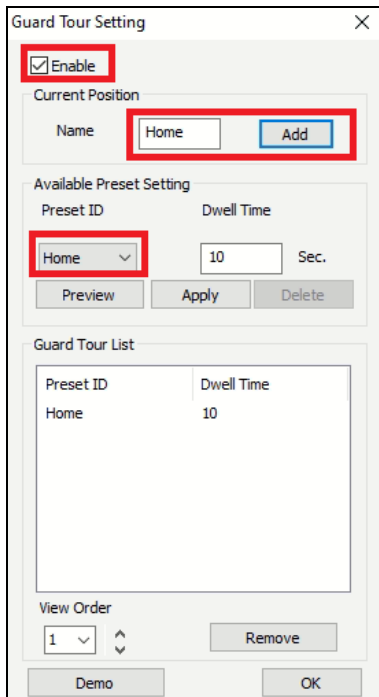 Guard Tour Setting
Enable
Current Position
Name Home Add
Available Preset Setting
Preset ID Dwell Time
Home 10 Sec.
Preview Apply Delete
Guard Tour List
Preset ID Dwell Time
Home 10
View Order
1 Remove
Demo OK